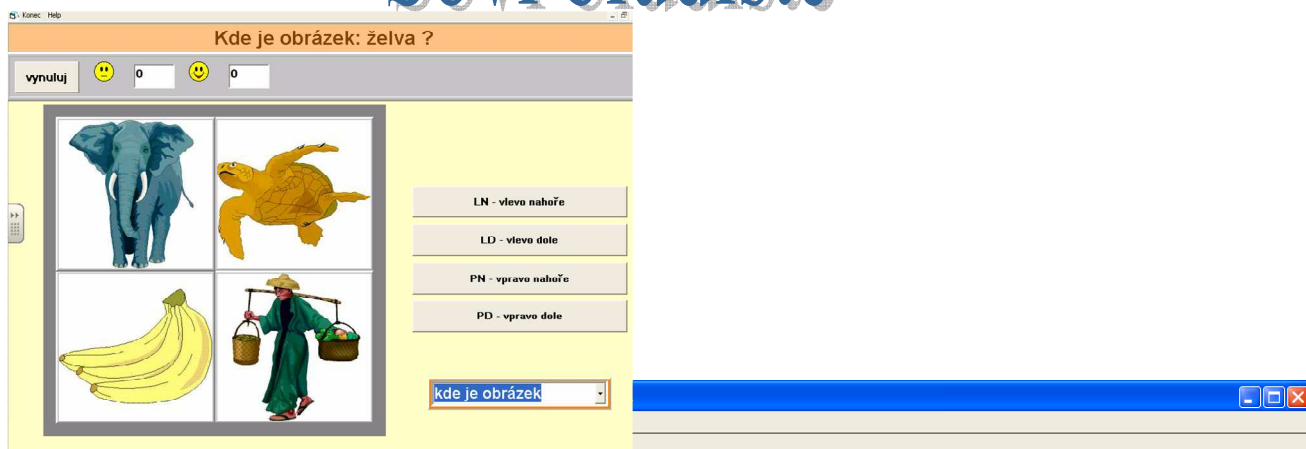 Konec Help
Kde je obrázek: želva ?
vynuluj 0 0
LN - vlevo nahoře
LD - vlevo dole
PN - vpravo nahoře
PD - vpravo dole
kde je obrázek